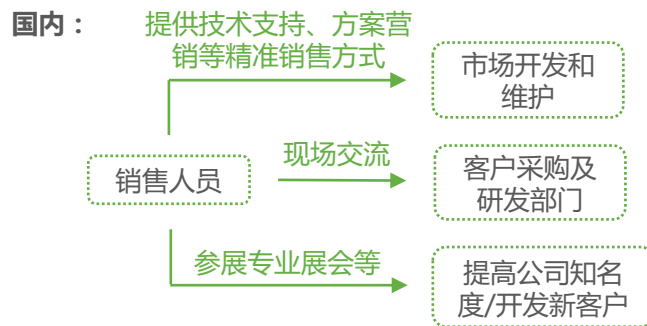 国内：
提供技术支持、方案营
销等精准销售方式
市场开发和
维护
销售人员
现场交流
客户采购及
研发部门
参展专业展会等
提高公司知名
度/开发新客户